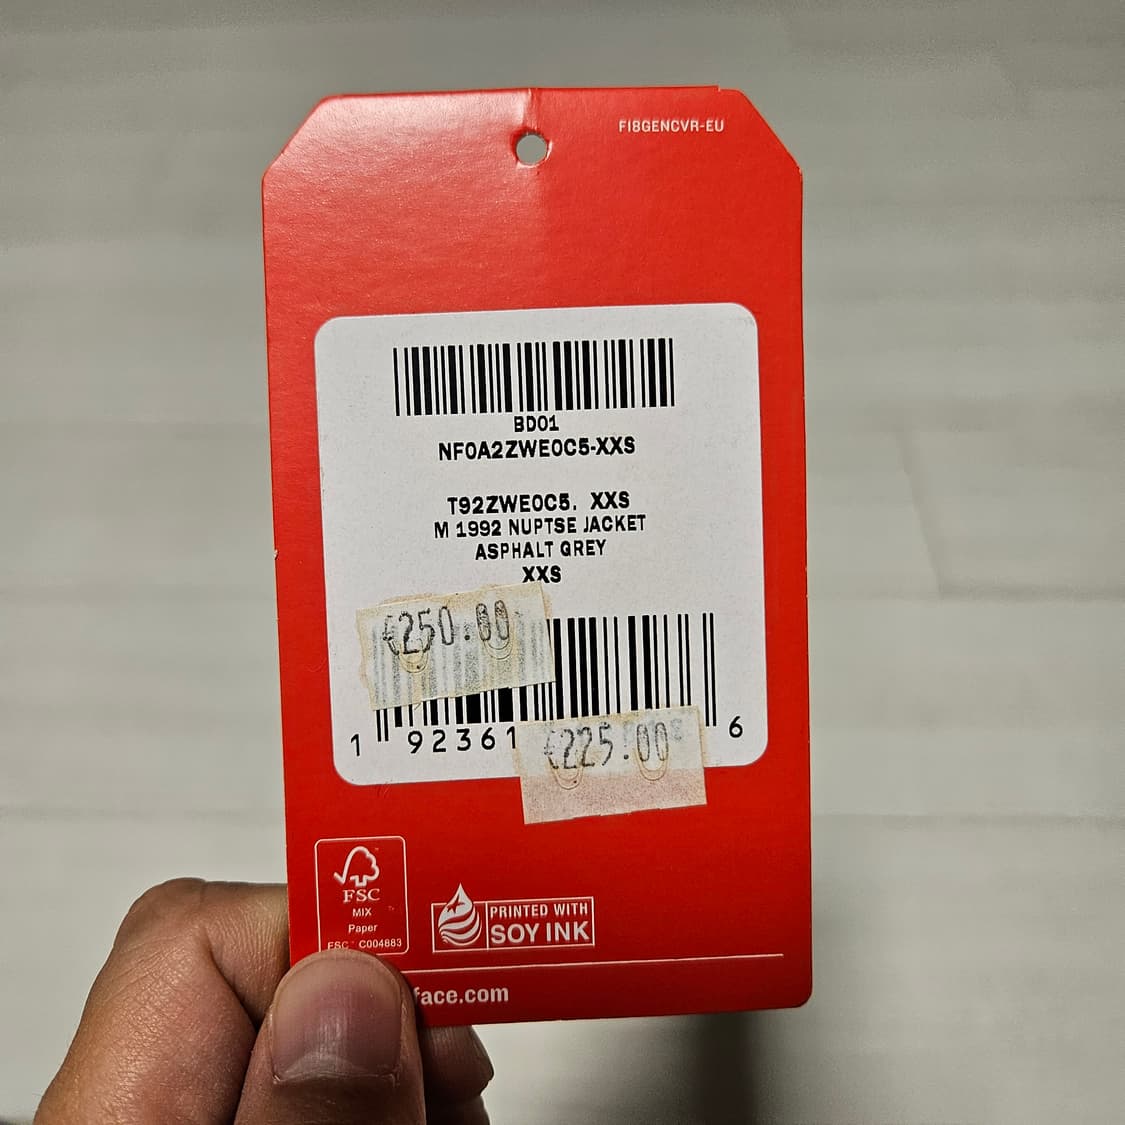 F18GENCVR-EU
BD01
NF0A2ZWE0C5-XXS
T92ZWE0C5. XXS
M 1992 NUPTSE JACKET
ASPHALT GREY
XXS
€250.00
1 92361 6
€225.00
FSC
MIX
Paper
FSC C004883
PRINTED WITH
SOY INK
face.com